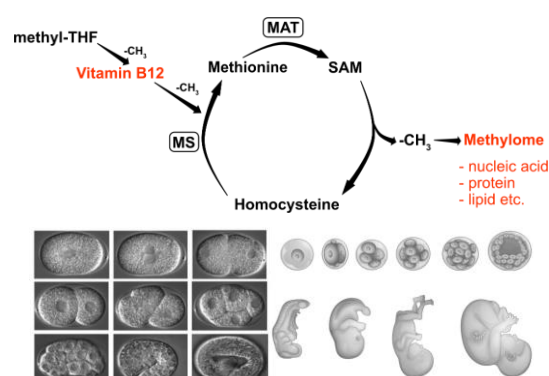 MAT
methyl-THF
-CH3
Vitamin B12
-CH3
Methionine
SAM
MS
-CH3
Methylome
- nucleic acid
- protein
- lipid etc.
Homocysteine